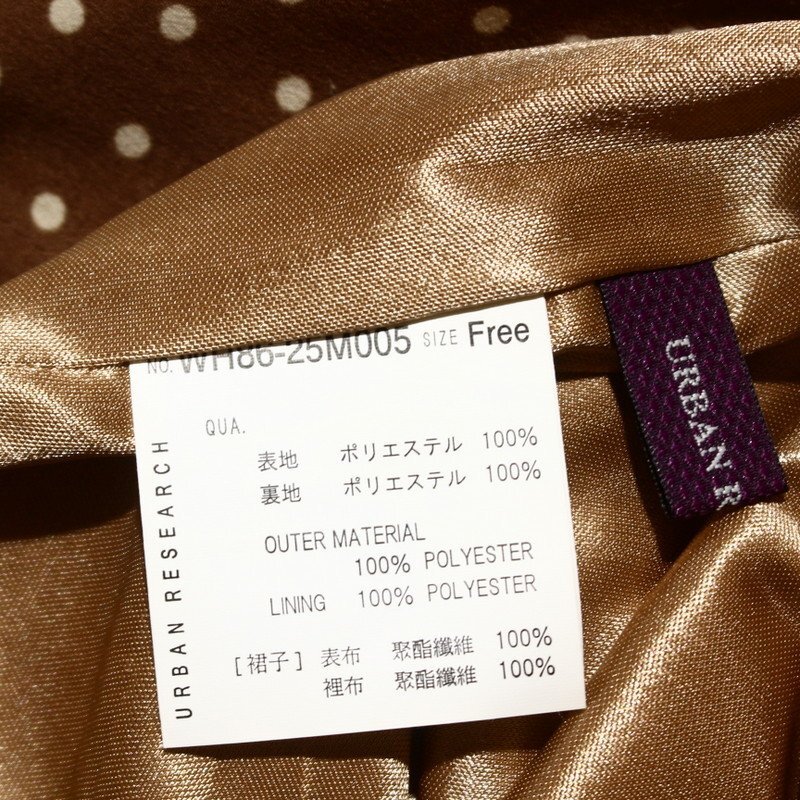 NO. WH86-25M005 SIZE Free
QUA.
表地 ポリエステル 100%
裏地 ポリエステル 100%
OUTER MATERIAL
100% POLYESTER
LINING 100% POLYESTER
[裙子] 表布 聚酯纖維 100%
裡布 聚酯纖維 100%
URBAN RESEARCH
URBAN R